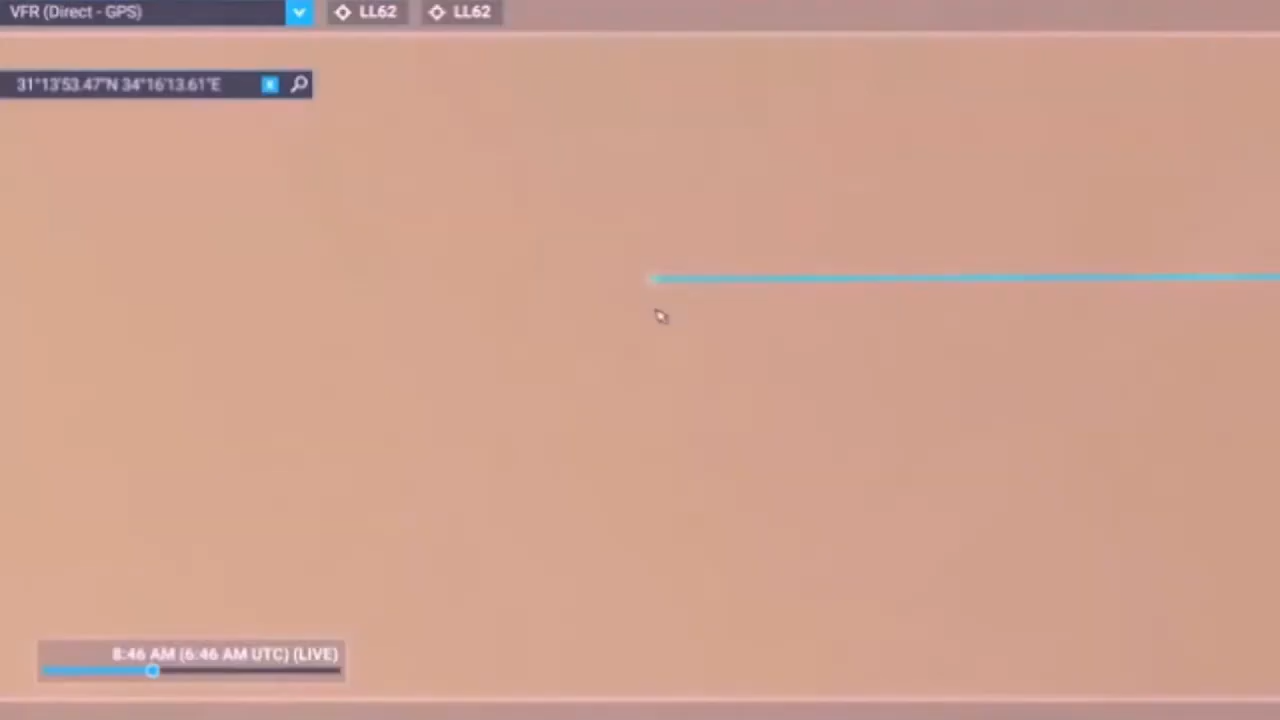 VFR (Direct - GPS) LL62 LL62
31°13'53.47"N 34°16'13.61"E
8:46 AM (6:46 AM UTC) (LIVE)